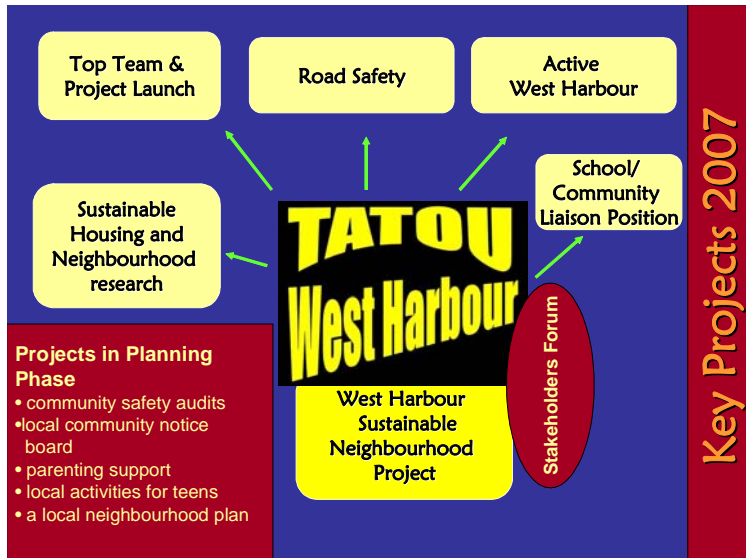 Top Team &
Project Launch
Road Safety
Active
West Harbour
School/
Community
Liaison Position
Sustainable
Housing and
Neighbourhood
research
TATOU
West Harbour
West Harbour
Sustainable
Neighbourhood
Project
Stakeholders Forum
Projects in Planning
Phase
• community safety audits
•local community notice
board
• parenting support
• local activities for teens
• a local neighbourhood plan
Key Projects 2007